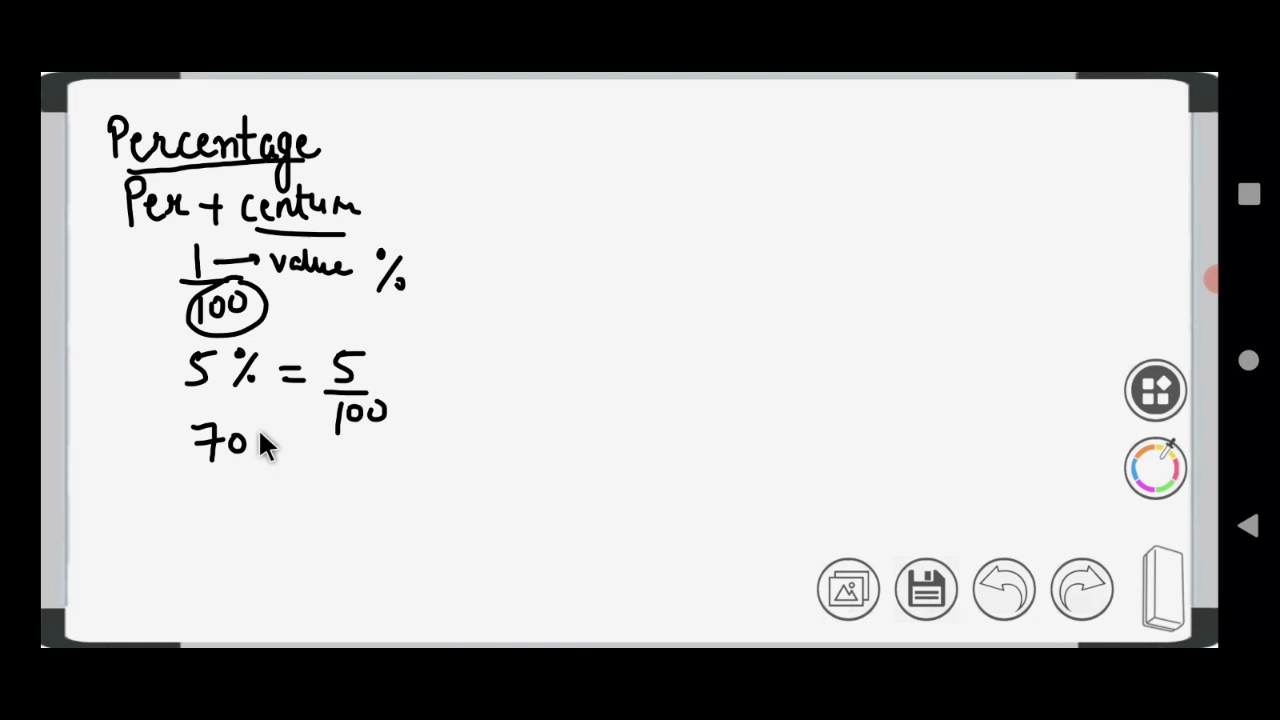 Percentage
Per + centum
1 → value %
100
5 % = 5
100
70